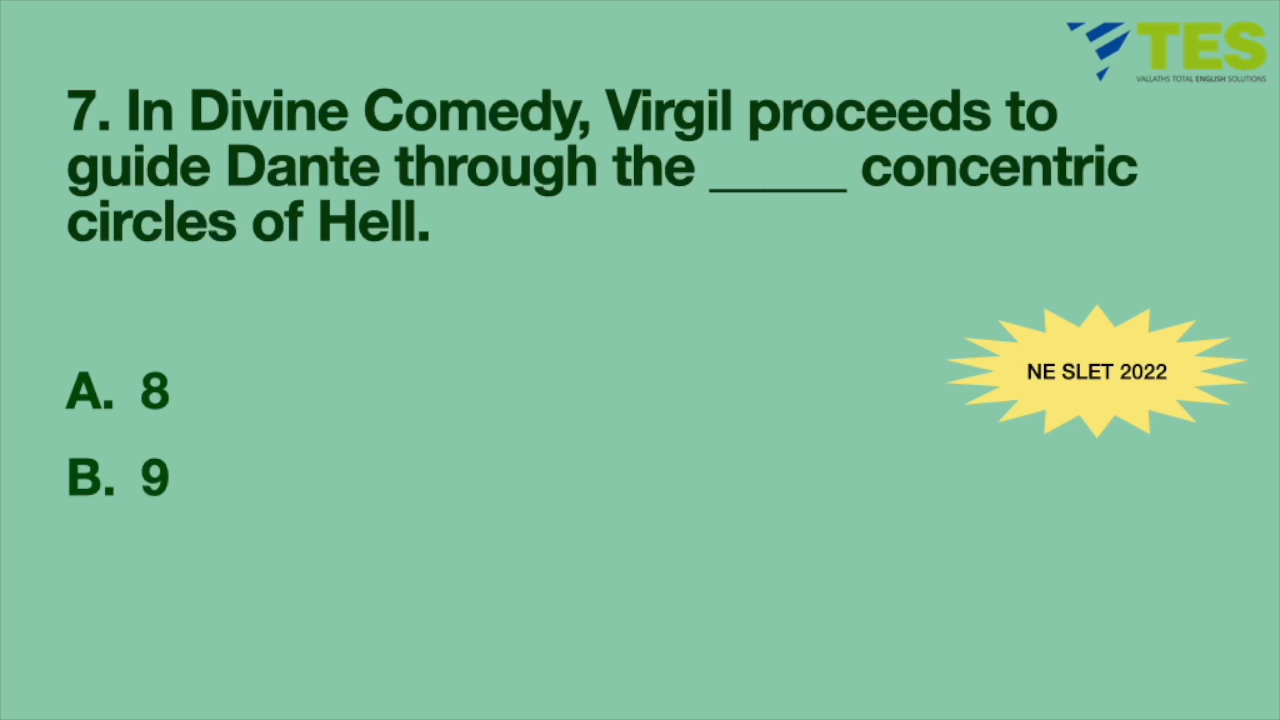 TES
VALLATHS TOTAL ENGLISH SOLUTIONS
7. In Divine Comedy, Virgil proceeds to
guide Dante through the _____ concentric
circles of Hell.
NE SLET 2022
A. 8
B. 9